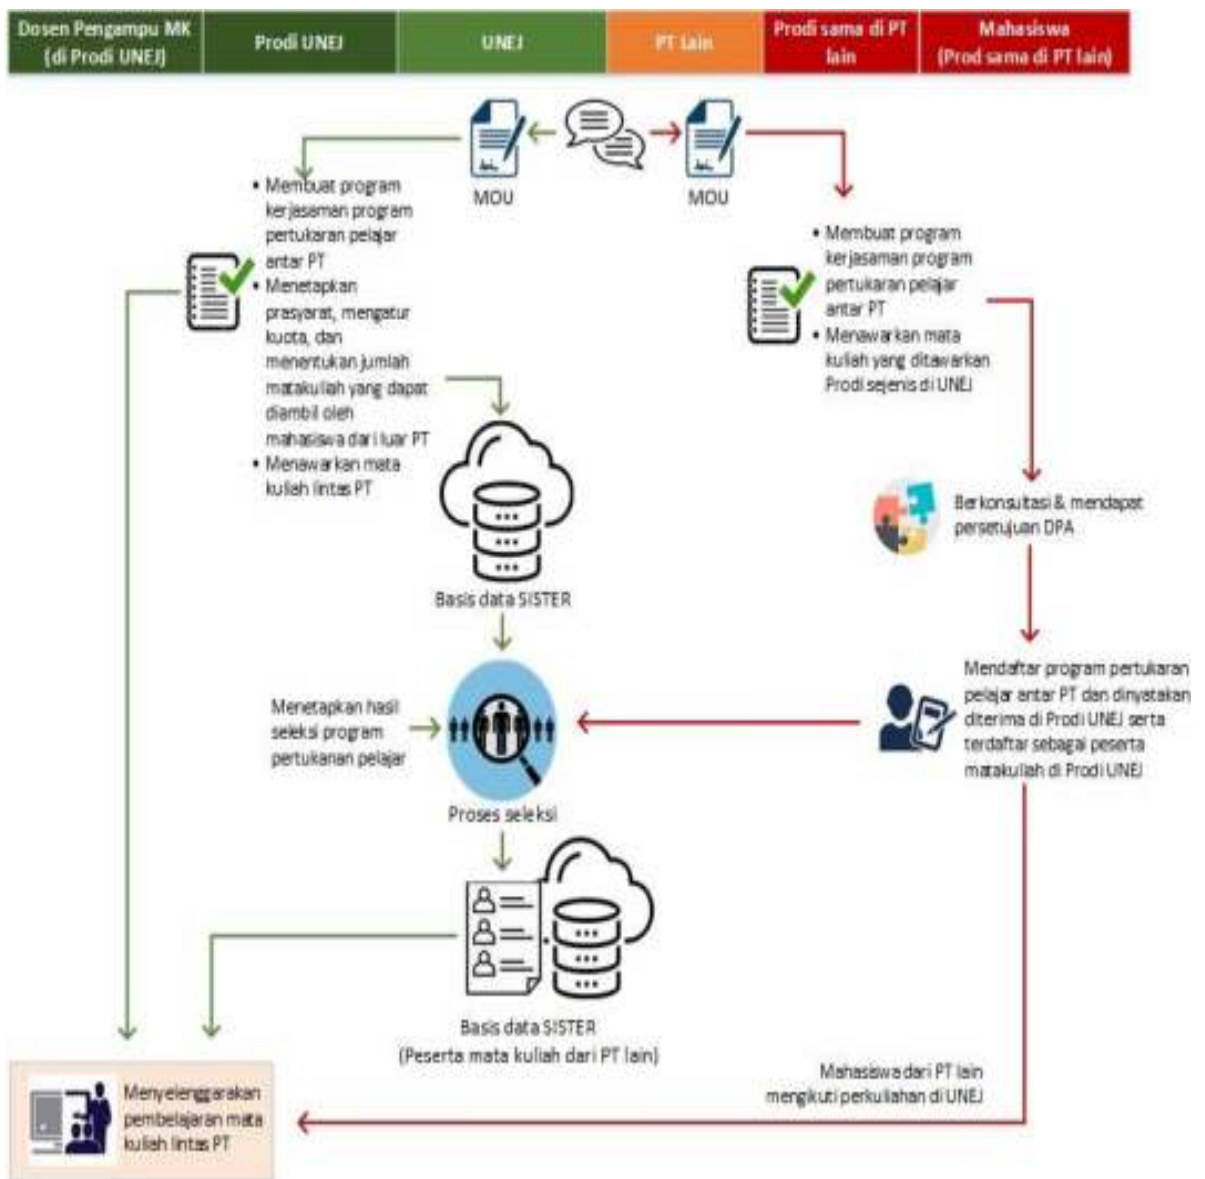 Dosen Pengampu MK
(di Prodi UNEJ)
Prodi UNEJ
UNEJ
PT Lain
Prodi sama di PT
lain
Mahasiswa
(Prod sama di PT lain)
MOU
MOU
• Membuat program
kerjasaman program
pertukaran pelajar
antar PT
• Menetapkan
prasyarat, mengatur
kuota, dan
menentukan jumlah
matakuliah yang dapat
diambil oleh
mahasiswa dari luar PT
• Menawarkan mata
kuliah lintas PT
• Membuat program
kerjasaman program
pertukaran pelajar
antar PT
• Menawarkan mata
kuliah yang ditawarkan
Prodi sejenis di UNEJ
Basis data SISTER
Berkonsultasi & mendapat
persetujuan DPA
Menetapkan hasil
seleksi program
pertukanan pelajar
Proses seleksi
Mendaftar program pertukaran
pelajar antar PT dan dinyatakan
diterima di Prodi UNEJ serta
terdaftar sebagai peserta
matakuliah di Prodi UNEJ
Basis data SISTER
(Peserta mata kuliah dari PT lain)
Mahasiswa dari PT lain
mengikuti perkuliahan di UNEJ
Menyelenggarakan
pembelajaran mata
kuliah lintas PT